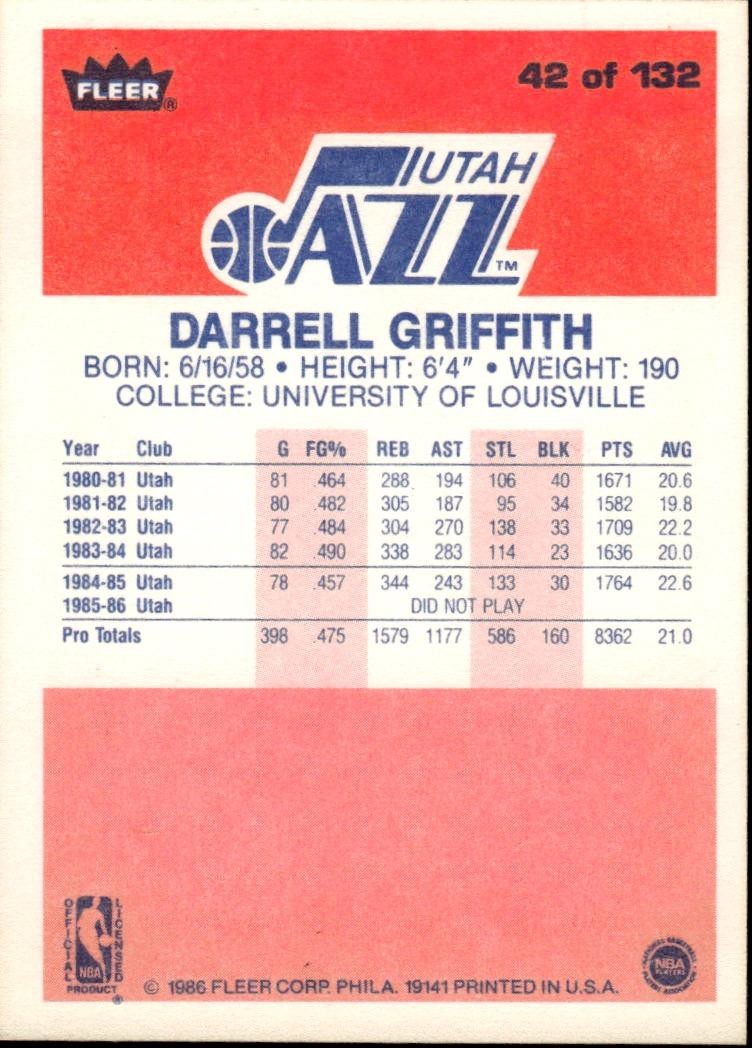 FLEER®
42 of 132
UTAH
JAZZ™
DARRELL GRIFFITH
BORN: 6/16/58 • HEIGHT: 6'4" • WEIGHT: 190
COLLEGE: UNIVERSITY OF LOUISVILLE
Year Club G FG% REB AST STL BLK PTS AVG
1980-81 Utah 81 .464 288 194 106 40 1671 20.6
1981-82 Utah 80 .482 305 187 95 34 1582 19.8
1982-83 Utah 77 .484 304 270 138 33 1709 22.2
1983-84 Utah 82 .490 338 283 114 23 1636 20.0
1984-85 Utah 78 .457 344 243 133 30 1764 22.6
1985-86 Utah DID NOT PLAY
Pro Totals 398 .475 1579 1177 586 160 8362 21.0
OFFICIAL LICENSED
NBA
PRODUCT®
© 1986 FLEER CORP. PHILA. 19141 PRINTED IN U.S.A.
NATIONAL BASKETBALL
NBA
PLAYERS
PLAYERS ASSOCIATION